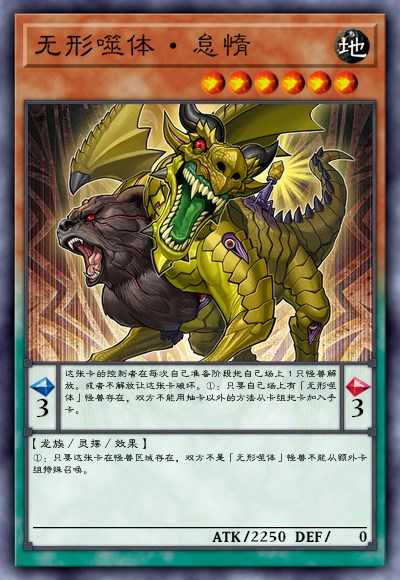 无形噬体・怠惰
地
这张卡的控制者在每次自己准备阶段把自己场上1只怪兽解
放。或者不解放让这张卡破坏。①：只要自己场上有「无形噬
体」怪兽存在，双方不能用抽卡以外的方法从卡组把卡加入手
卡。
3
3
【龙族/灵摆/效果】
①：只要这张卡在怪兽区域存在，双方不是「无形噬体」怪兽不能从额外卡
组特殊召唤。
ATK/2250 DEF/ 0